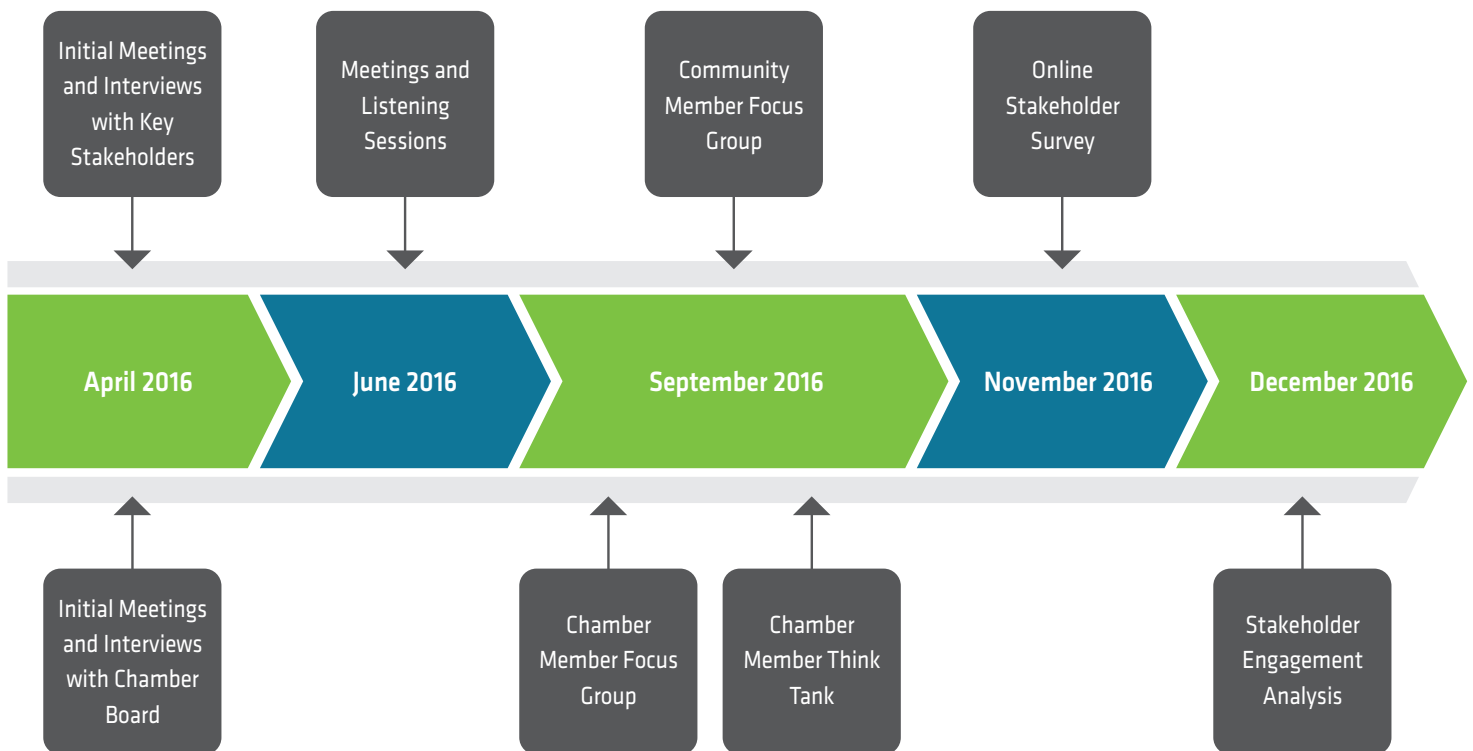 Initial Meetings
and Interviews
with Key
Stakeholders
Meetings and
Listening
Sessions
Community
Member Focus
Group
Online
Stakeholder
Survey
April 2016
June 2016
September 2016
November 2016
December 2016
Initial Meetings
and Interviews
with Chamber
Board
Chamber
Member Focus
Group
Chamber
Member Think
Tank
Stakeholder
Engagement
Analysis